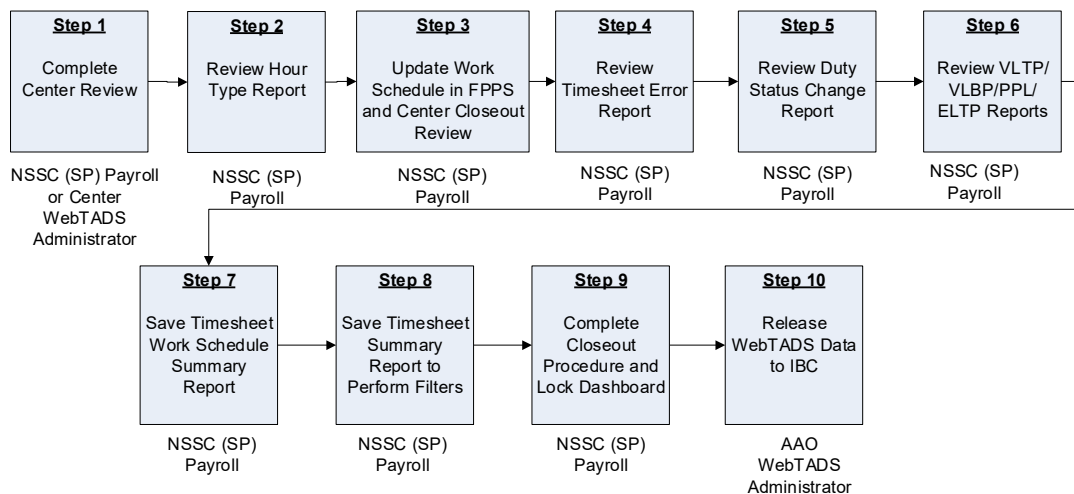 Step 1
Complete
Center Review
NSSC (SP) Payroll
or Center
WebTADS
Administrator
Step 2
Review Hour
Type Report
NSSC (SP)
Payroll
Step 3
Update Work
Schedule in FPPS
and Center Closeout
Review
NSSC (SP)
Payroll
Step 4
Review
Timesheet Error
Report
NSSC (SP)
Payroll
Step 5
Review Duty
Status Change
Report
NSSC (SP)
Payroll
Step 6
Review VLTP/
VLBP/PPL/
ELTP Reports
NSSC (SP)
Payroll
Step 7
Save Timesheet
Work Schedule
Summary
Report
NSSC (SP)
Payroll
Step 8
Save Timesheet
Summary
Report to
Perform Filters
NSSC (SP)
Payroll
Step 9
Complete
Closeout
Procedure and
Lock Dashboard
NSSC (SP)
Payroll
Step 10
Release
WebTADS Data
to IBC
AAO
WebTADS
Administrator